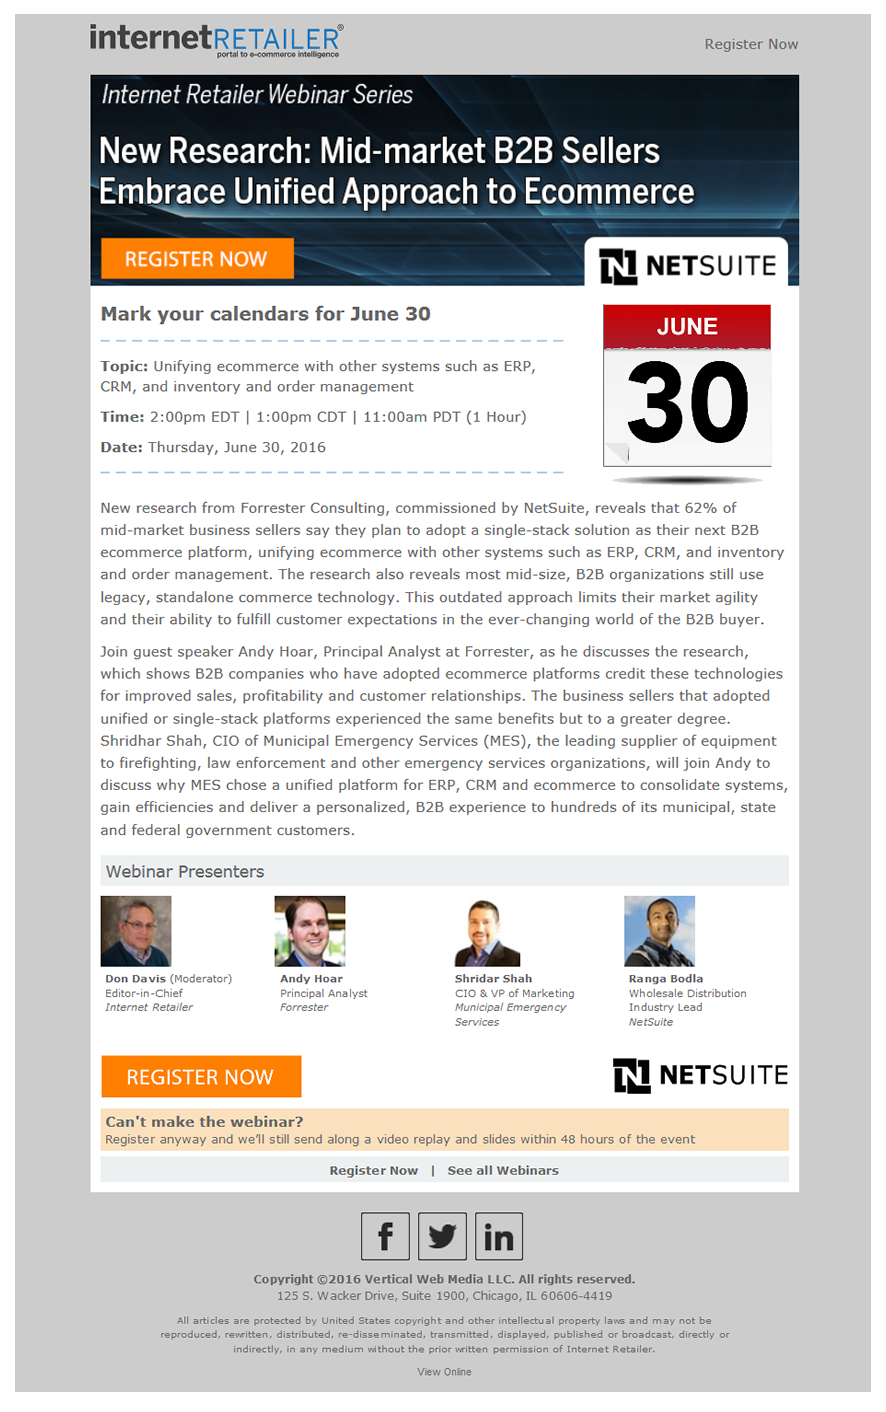 internetRETAILER®
portal to e-commerce intelligence
Register Now
Internet Retailer Webinar Series
New Research: Mid-market B2B Sellers
Embrace Unified Approach to Ecommerce
REGISTER NOW
N NETSUITE
Mark your calendars for June 30
JUNE
30
Topic: Unifying ecommerce with other systems such as ERP,
CRM, and inventory and order management
Time: 2:00pm EDT | 1:00pm CDT | 11:00am PDT (1 Hour)
Date: Thursday, June 30, 2016
New research from Forrester Consulting, commissioned by NetSuite, reveals that 62% of
mid-market business sellers say they plan to adopt a single-stack solution as their next B2B
ecommerce platform, unifying ecommerce with other systems such as ERP, CRM, and inventory
and order management. The research also reveals most mid-size, B2B organizations still use
legacy, standalone commerce technology. This outdated approach limits their market agility
and their ability to fulfill customer expectations in the ever-changing world of the B2B buyer.
Join guest speaker Andy Hoar, Principal Analyst at Forrester, as he discusses the research,
which shows B2B companies who have adopted ecommerce platforms credit these technologies
for improved sales, profitability and customer relationships. The business sellers that adopted
unified or single-stack platforms experienced the same benefits but to a greater degree.
Shridhar Shah, CIO of Municipal Emergency Services (MES), the leading supplier of equipment
to firefighting, law enforcement and other emergency services organizations, will join Andy to
discuss why MES chose a unified platform for ERP, CRM and ecommerce to consolidate systems,
gain efficiencies and deliver a personalized, B2B experience to hundreds of its municipal, state
and federal government customers.
Webinar Presenters
Don Davis (Moderator)
Editor-in-Chief
Internet Retailer
Andy Hoar
Principal Analyst
Forrester
Shridar Shah
CIO & VP of Marketing
Municipal Emergency
Services
Ranga Bodla
Wholesale Distribution
Industry Lead
NetSuite
REGISTER NOW
N NETSUITE
Can't make the webinar?
Register anyway and we'll still send along a video replay and slides within 48 hours of the event
Register Now | See all Webinars
f in
Copyright ©2016 Vertical Web Media LLC. All rights reserved.
125 S. Wacker Drive, Suite 1900, Chicago, IL 60606-4419
All articles are protected by United States copyright and other intellectual property laws and may not be
reproduced, rewritten, distributed, re-disseminated, transmitted, displayed, published or broadcast, directly or
indirectly, in any medium without the prior written permission of Internet Retailer.
View Online